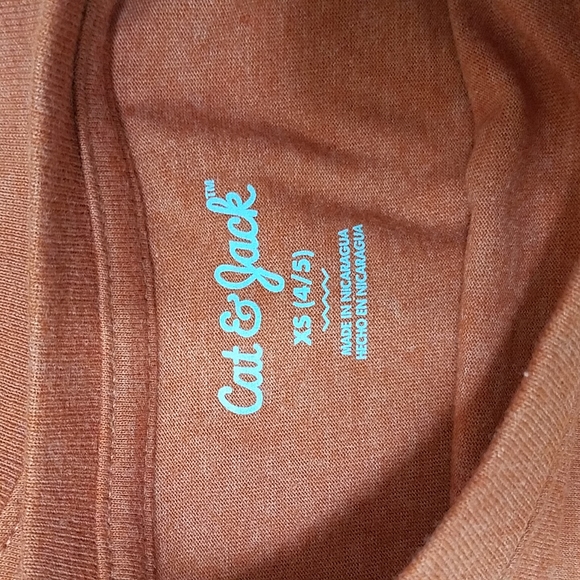 Cat & Jack™
XS (4/5)
MADE IN NICARAGUA
HECHO EN NICARAGUA